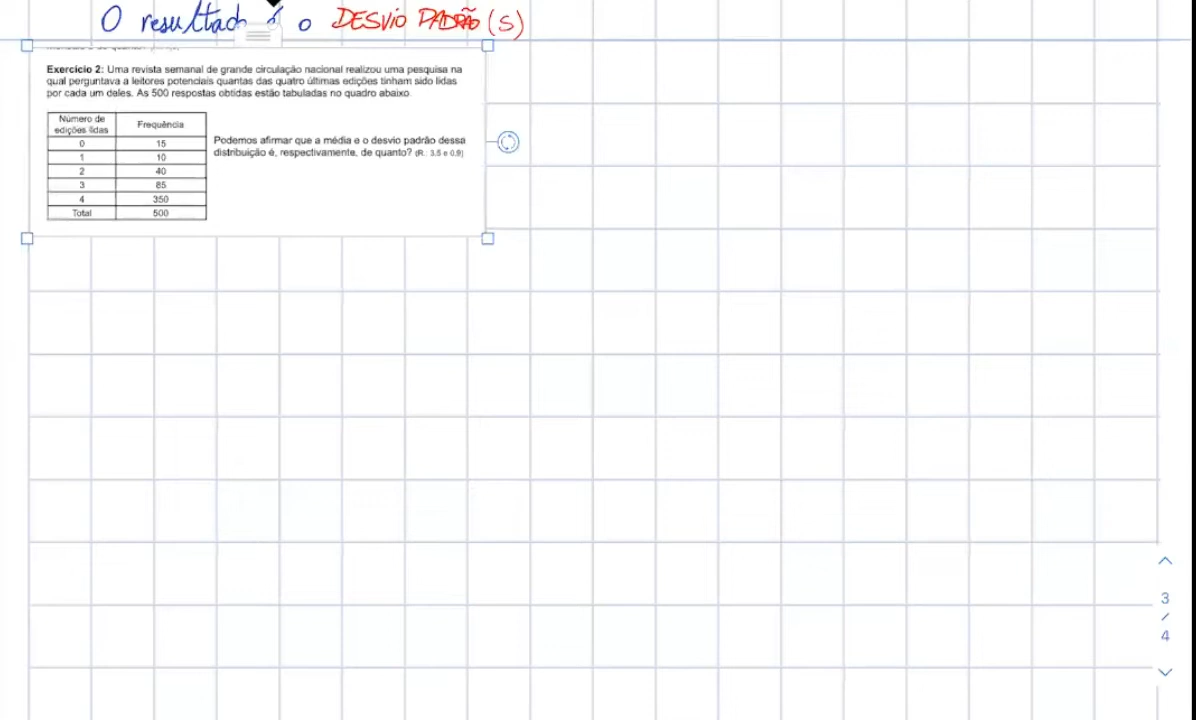 O resultado é o DESVIO PADRÃO (S)
Exercício 2: Uma revista semanal de grande circulação nacional realizou uma pesquisa na
qual perguntava a leitores potenciais quantas das quatro últimas edições tinham sido lidas
por cada um deles. As 500 respostas obtidas estão tabuladas no quadro abaixo.
Número de
edições lidas
Frequência
0 15
1 10
2 40
3 85
4 350
Total 500
Podemos afirmar que a média e o desvio padrão dessa
distribuição é, respectivamente, de quanto? (R.: 3,5 e 0,9)
3
/
4